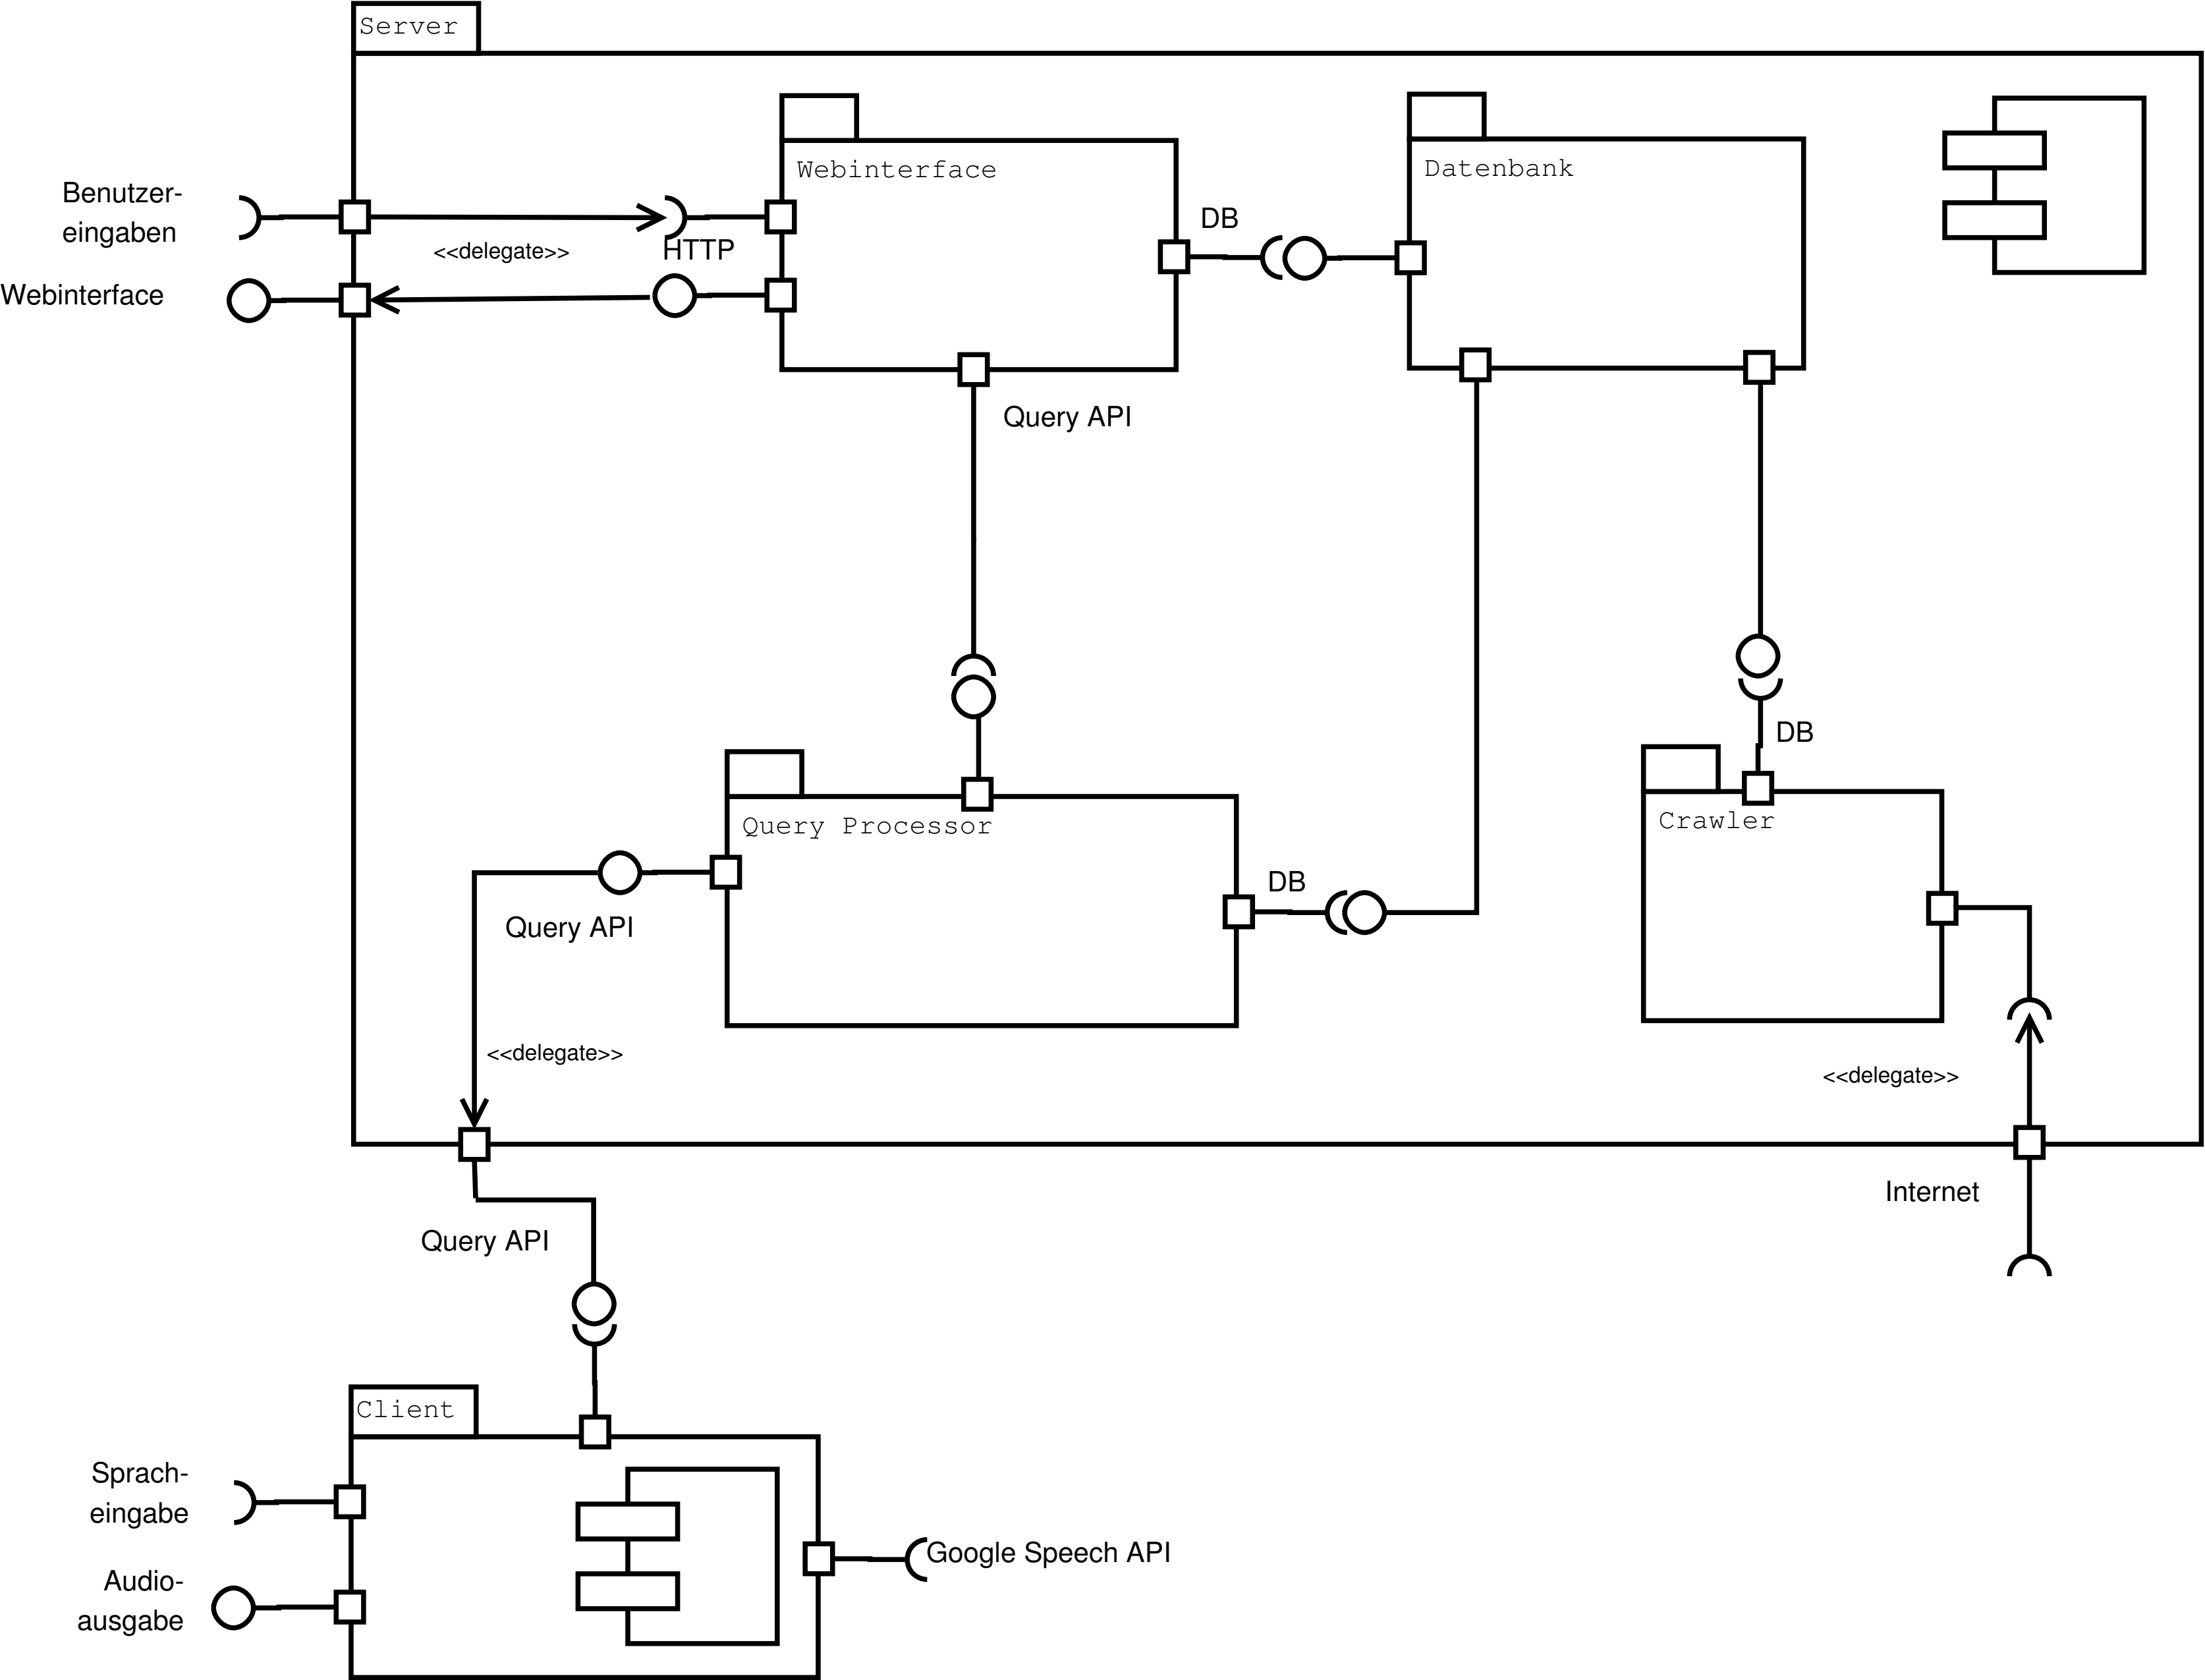 Server
Webinterface
Datenbank
Benutzer-
eingaben
DB
<<delegate>>
HTTP
Webinterface
Query API
DB
Query Processor
Crawler
DB
Query API
<<delegate>>
<<delegate>>
Internet
Query API
Client
Sprach-
eingabe
Google Speech API
Audio-
ausgabe